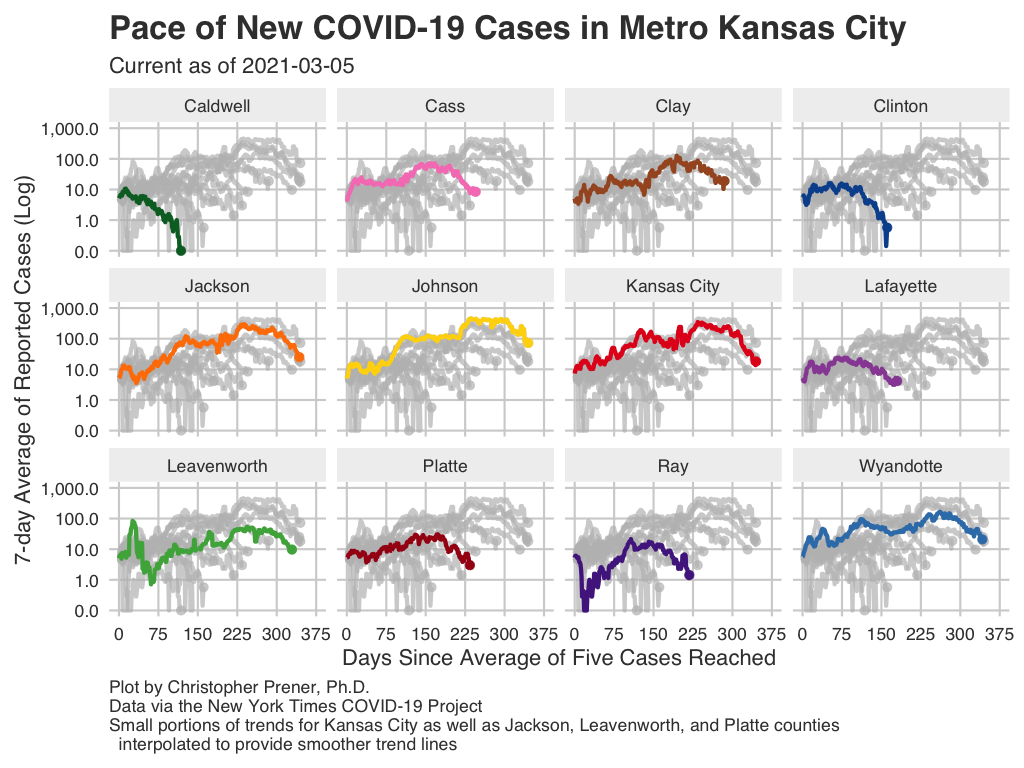 Pace of New COVID-19 Cases in Metro Kansas City
Current as of 2021-03-05
7-day Average of Reported Cases (Log)
Caldwell Cass Clay Clinton
1,000.0
100.0
10.0
1.0
0.0
Jackson Johnson Kansas City Lafayette
1,000.0
100.0
10.0
1.0
0.0
Leavenworth Platte Ray Wyandotte
1,000.0
100.0
10.0
1.0
0.0
0 75 150 225 300 375 0 75 150 225 300 375 0 75 150 225 300 375 0 75 150 225 300 375
Days Since Average of Five Cases Reached
Plot by Christopher Prener, Ph.D.
Data via the New York Times COVID-19 Project
Small portions of trends for Kansas City as well as Jackson, Leavenworth, and Platte counties
interpolated to provide smoother trend lines